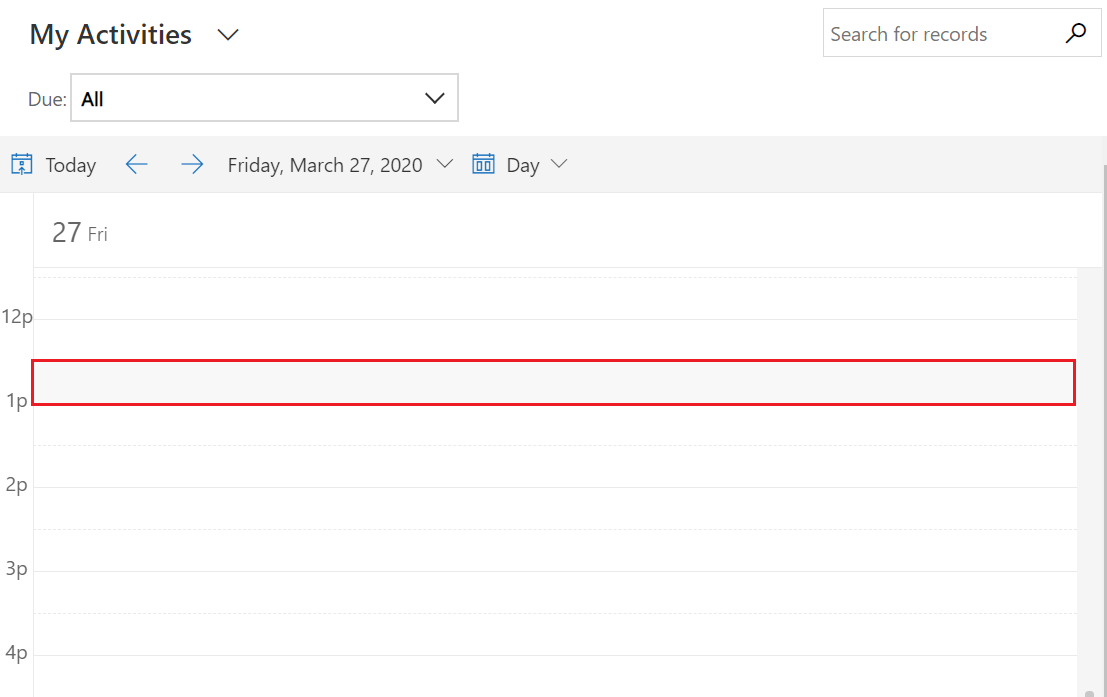 My Activities
Search for records
Due: All
Today Friday, March 27, 2020 Day
27 Fri
12p
1p
2p
3p
4p